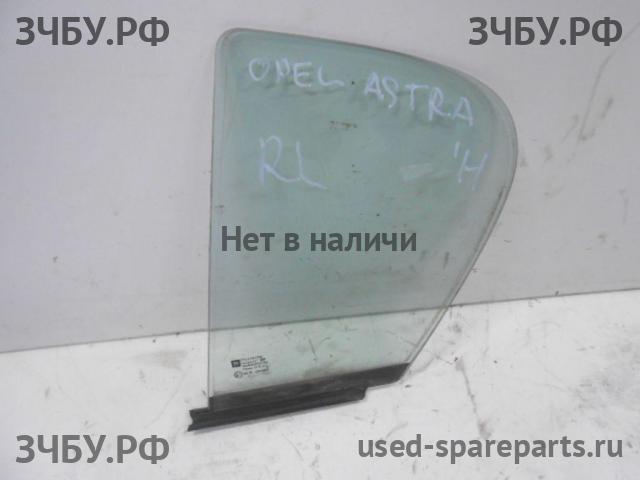 ЗЧБУ.РФ ЗЧБУ.РФ
OPEL ASTRA
RL 'H
Нет в наличи
ЗЧБУ.РФ used-spareparts.ru